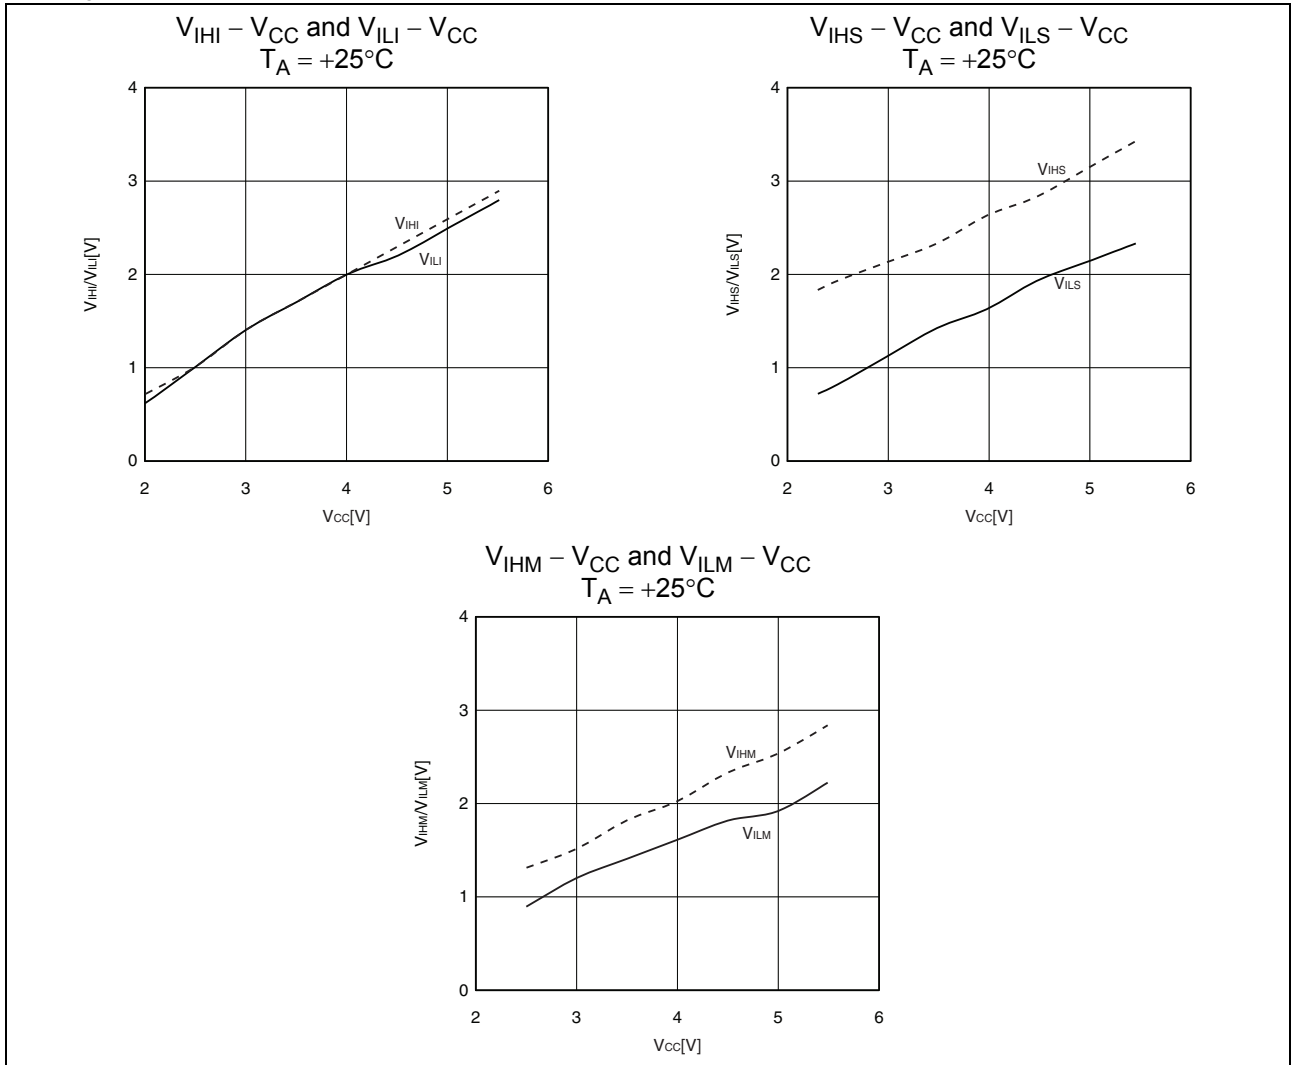 VIHI − VCC and VILI − VCC
TA = +25°C
4
3
2
1
0
2 3 4 5 6
VIHI/VILI[V]
VIHI
VILI
VCC[V]
VIHS − VCC and VILS − VCC
TA = +25°C
4
3
2
1
0
2 3 4 5 6
VIHS/VILS[V]
VIHS
VILS
VCC[V]
VIHM − VCC and VILM − VCC
TA = +25°C
4
3
2
1
0
2 3 4 5 6
VIHM/VILM[V]
VIHM
VILM
VCC[V]